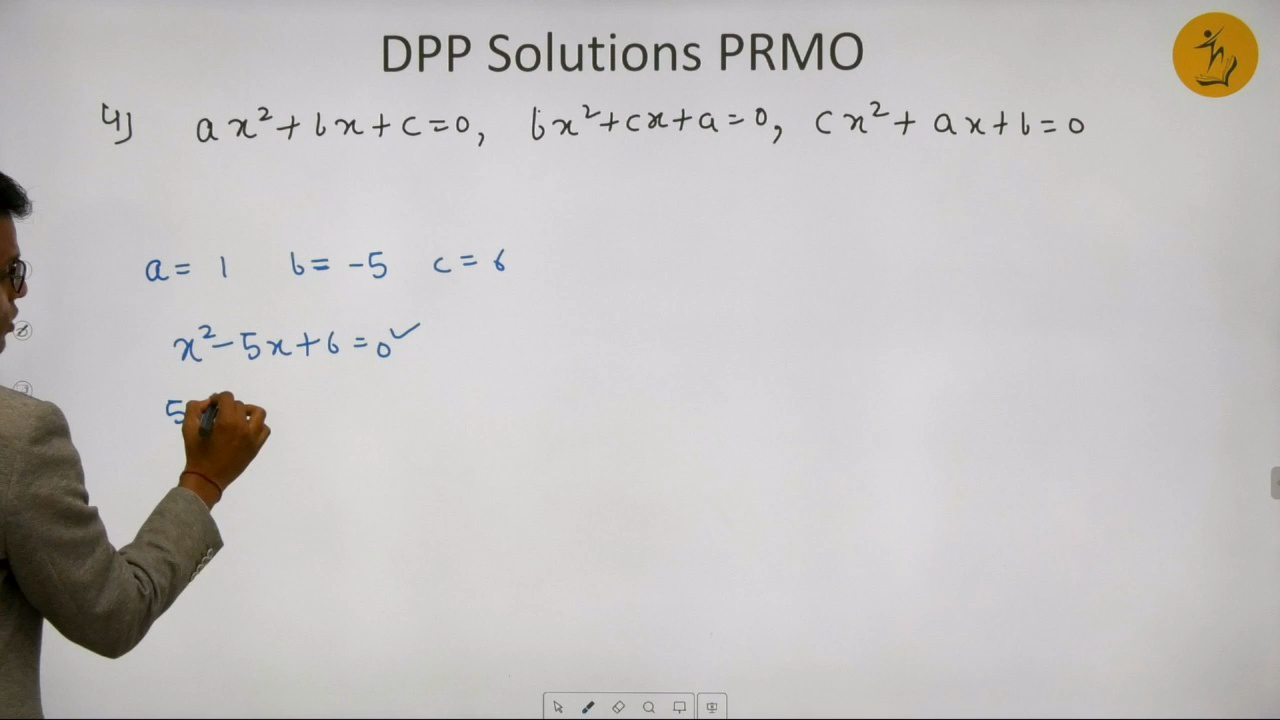 DPP Solutions PRMO
4) ax²+bx+c=0, bx²+cx+a=0, cx²+ax+b=0
a= 1 b= -5 c= 6
x²-5x+6=0✓
5